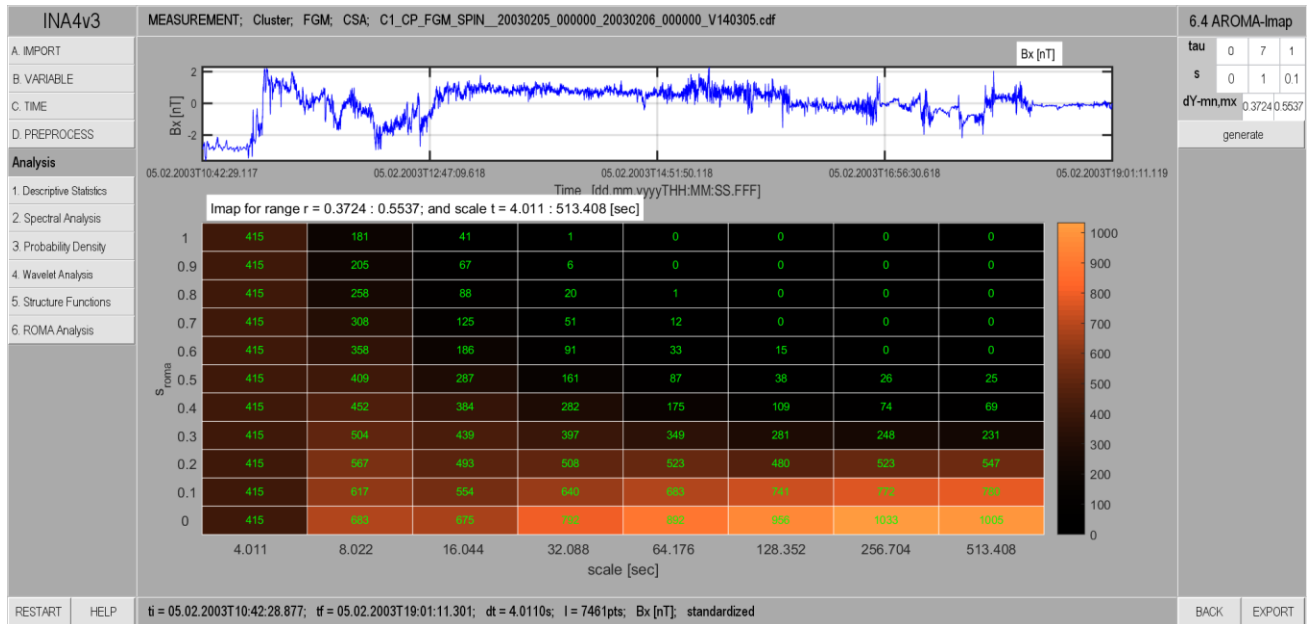 INA4v3
MEASUREMENT; Cluster; FGM; CSA; C1_CP_FGM_SPIN__20030205_000000_20030206_000000_V140305.cdf
6.4 AROMA-Imap
A. IMPORT
B. VARIABLE
C. TIME
D. PREPROCESS
Analysis
1. Descriptive Statistics
2. Spectral Analysis
3. Probability Density
4. Wavelet Analysis
5. Structure Functions
6. ROMA Analysis
tau 0 7 1
s 0 1 0.1
dY-mn,mx 0.3724 0.5537
generate
Bx [nT]
Bx [nT]
2
0
-2
05.02.2003T10:42:29.117 05.02.2003T12:47:09.618 05.02.2003T14:51:50.118 05.02.2003T16:56:30.618 05.02.2003T19:01:11.119
Time [dd.mm.yyyyTHH:MM:SS.FFF]
Imap for range r = 0.3724 : 0.5537; and scale t = 4.011 : 513.408 [sec]
s_roma
1 415 181 41 1 0 0 0 0
0.9 415 205 67 6 0 0 0 0
0.8 415 258 88 20 1 0 0 0
0.7 415 308 125 51 12 0 0 0
0.6 415 358 186 91 33 15 0 0
0.5 415 409 287 161 87 38 26 25
0.4 415 452 384 282 175 109 74 69
0.3 415 504 439 397 349 281 248 231
0.2 415 567 493 508 523 480 523 547
0.1 415 617 554 640 683 741 772
0 415 683 675 1033 1005
4.011 8.022 16.044 32.088 64.176 128.352 256.704 513.408
scale [sec]
1000
900
800
700
600
500
400
300
200
100
0
RESTART HELP
ti = 05.02.2003T10:42:28.877; tf = 05.02.2003T19:01:11.301; dt = 4.0110s; l = 7461pts; Bx [nT]; standardized
BACK EXPORT